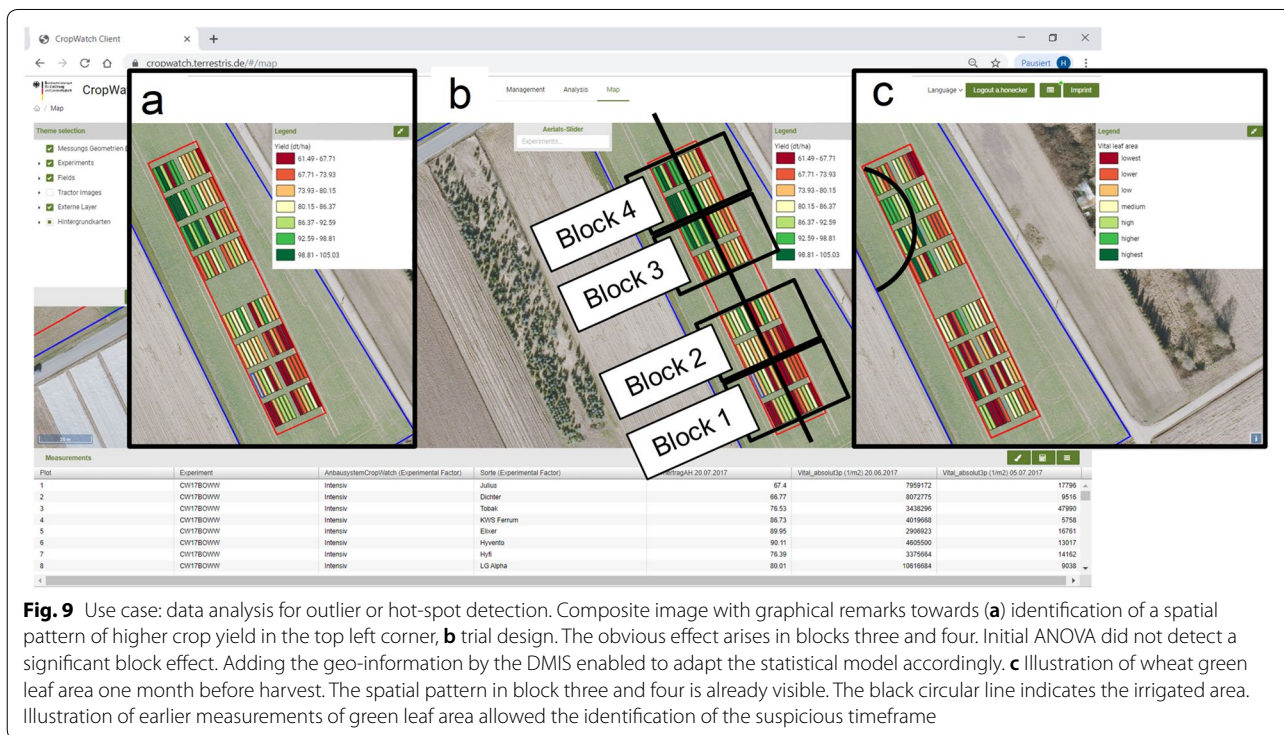 CropWatch Client
cropwatch.terrestris.de/#/map
Pausiert H
CropWa
/ Map
Management Analysis Map
Language Logout a.honecker Imprint
a
b
c
Theme selection
Messungs Geometrien
Experiments
Fields
Tractor Images
Externe Layer
Hintergrundkarten
Legend
Yield (dt/ha)
61.49 - 67.71
67.71 - 73.93
73.93 - 80.15
80.15 - 86.37
86.37 - 92.59
92.59 - 98.81
98.81 - 105.03
Aerials-Slider
Experiments...
Block 4
Block 3
Block 2
Block 1
Legend
Yield (dt/ha)
61.49 - 67.71
67.71 - 73.93
73.93 - 80.15
80.15 - 86.37
86.37 - 92.59
92.59 - 98.81
98.81 - 105.03
Legend
Vital leaf area
lowest
lower
low
medium
high
higher
highest
Measurements
Plot Experiment AnbausystemCropWatch (Experimental Factor) Sorte (Experimental Factor) ertragAH 20.07.2017 Vital_absolut3p (1/m2) 20.06.2017 Vital_absolut3p (1/m2) 05.07.2017
1 CW17BOWW Intensiv Julius 67.4 7959172 17796
2 CW17BOWW Intensiv Dichter 66.77 8072775 9516
3 CW17BOWW Intensiv Tobak 76.53 3438296 47990
4 CW17BOWW Intensiv KWS Ferrum 86.73 4019668 5758
5 CW17BOWW Intensiv Elixer 89.95 2906923 16761
6 CW17BOWW Intensiv Hyvento 90.11 4605500 13017
7 CW17BOWW Intensiv Hyfi 76.39 3375664 14162
8 CW17BOWW Intensiv LG Alpha 80.01 10616684 9038
Fig. 9 Use case: data analysis for outlier or hot-spot detection. Composite image with graphical remarks towards (a) identification of a spatial
pattern of higher crop yield in the top left corner, b trial design. The obvious effect arises in blocks three and four. Initial ANOVA did not detect a
significant block effect. Adding the geo-information by the DMIS enabled to adapt the statistical model accordingly. c Illustration of wheat green
leaf area one month before harvest. The spatial pattern in block three and four is already visible. The black circular line indicates the irrigated area.
Illustration of earlier measurements of green leaf area allowed the identification of the suspicious timeframe